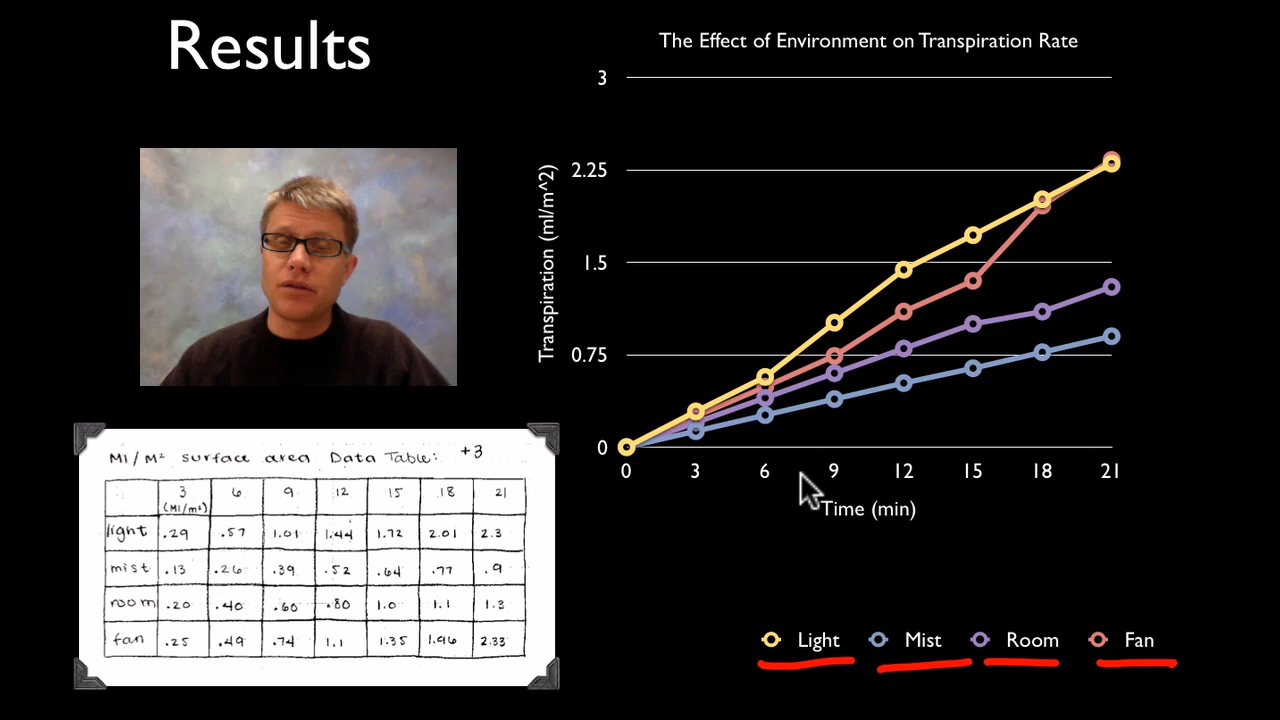 Results
The Effect of Environment on Transpiration Rate
3
2.25
1.5
0.75
0
Transpiration (ml/m^2)
0 3 6 9 12 15 18 21
Time (min)
Light Mist Room Fan
Ml/M² surface area Data Table: +3
3 (Ml/m²) 6 9 12 15 18 21
light .29 .57 1.01 1.44 1.72 2.01 2.3
mist .13 .26 .39 .52 .64 .77 .9
room .20 .40 .60 .80 1.0 1.1 1.3
fan .25 .49 .74 1.1 1.35 1.96 2.33